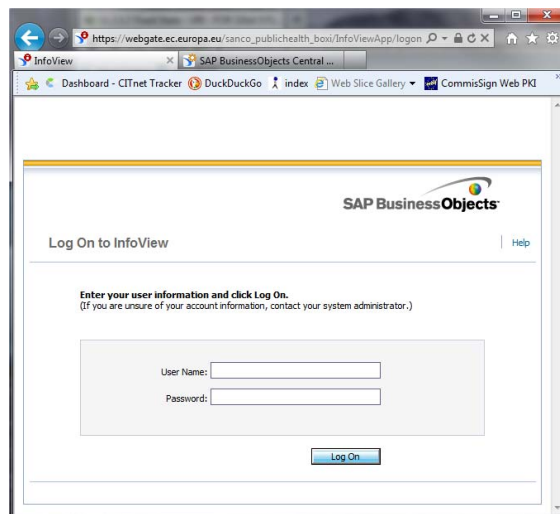 https://webgate.ec.europa.eu/sanco_publichealth_boxi/InfoViewApp/logon
InfoView
SAP BusinessObjects Central ...
Dashboard - CITnet Tracker DuckDuckGo index Web Slice Gallery CommisSign Web PKI
SAP BusinessObjects
Log On to InfoView
Help
Enter your user information and click Log On.
(If you are unsure of your account information, contact your system administrator.)
User Name:
Password:
Log On